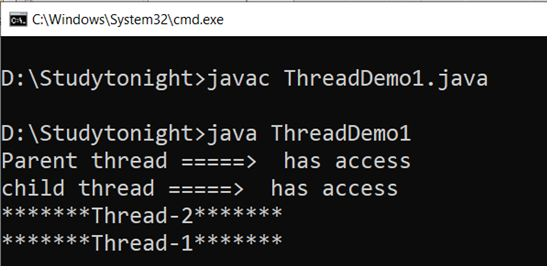 C:\Windows\System32\cmd.exe
D:\Studytonight>javac ThreadDemo1.java
D:\Studytonight>java ThreadDemo1
Parent thread =====>  has access
child thread =====>  has access
*******Thread-2*******
*******Thread-1*******